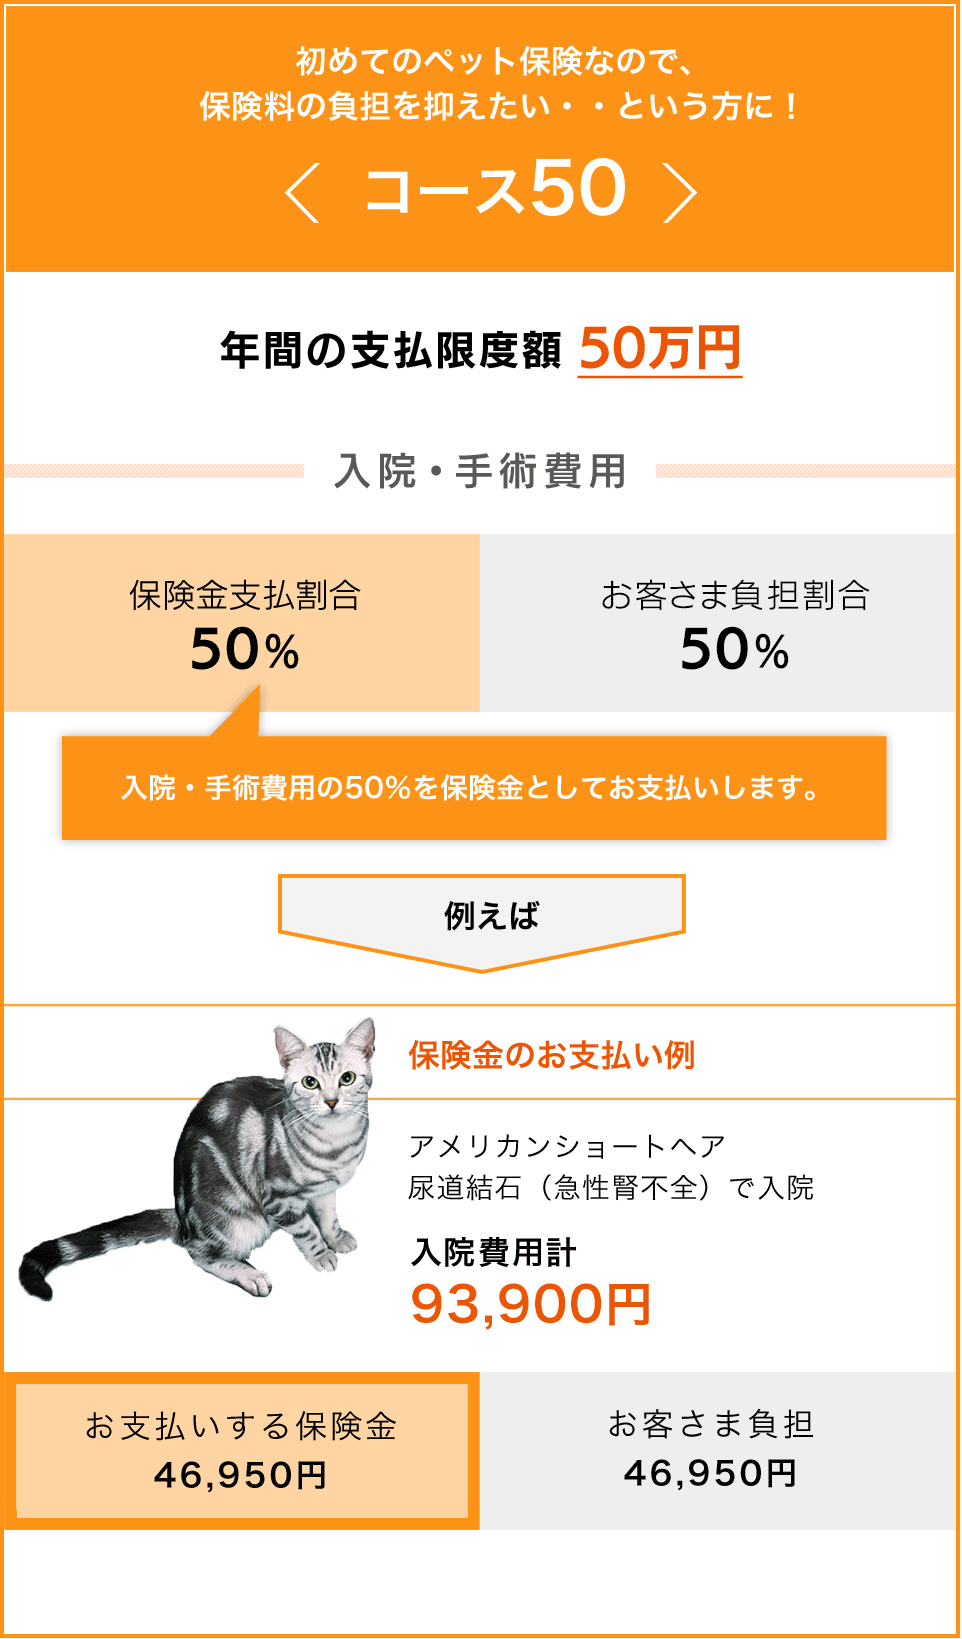 初めてのペット保険なので、
保険料の負担を抑えたい・・という方に！
〈 コース50 〉
年間の支払限度額 50万円
入院・手術費用
保険金支払割合
50%
お客さま負担割合
50%
入院・手術費用の50%を保険金としてお支払いします。
例えば
保険金のお支払い例
アメリカンショートヘア
尿道結石（急性腎不全）で入院
入院費用計
93,900円
お支払いする保険金
46,950円
お客さま負担
46,950円